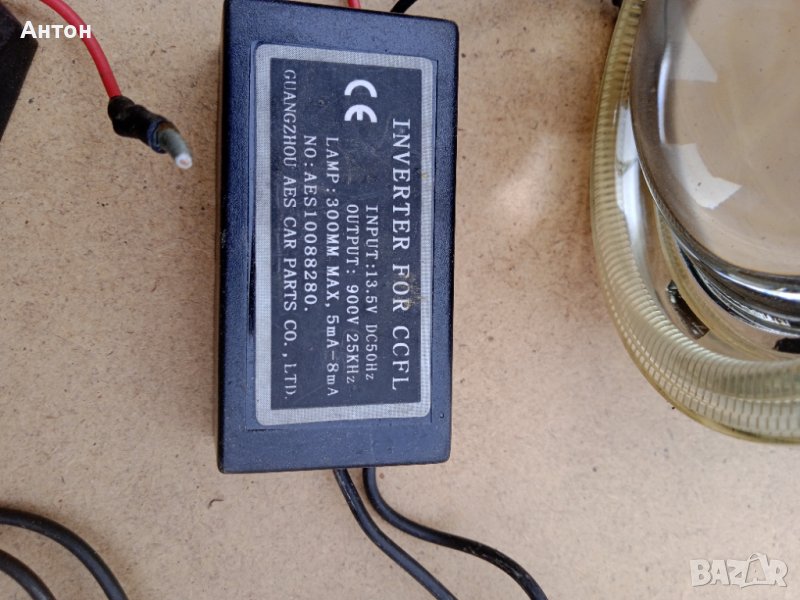 Антон
CE
INVERTER FOR CCFL
INPUT:13.5V DC50Hz
OUTPUT: 900V 25KHz
LAMP:300MM MAX, 5mA-8mA
NO:AES10088280.
GUANGZHOU AES CAR PARTS CO., LTD.
BAZAR